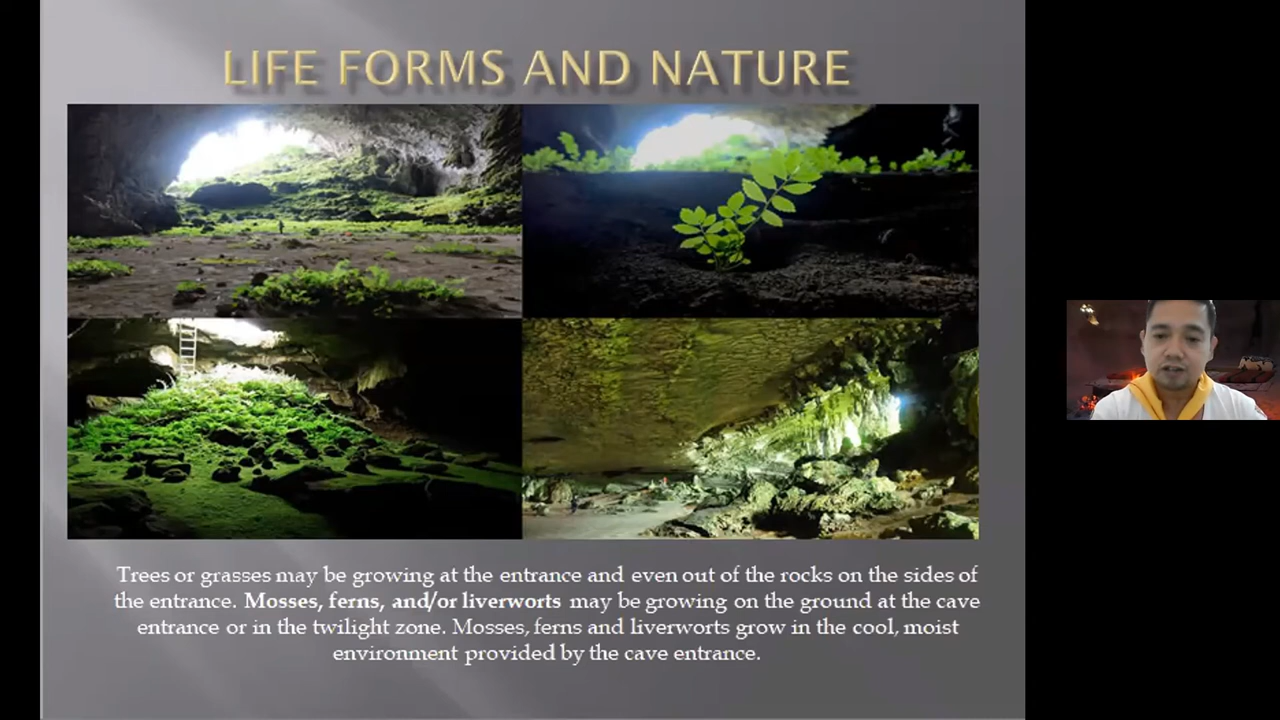 LIFE FORMS AND NATURE
Trees or grasses may be growing at the entrance and even out of the rocks on the sides of
the entrance. Mosses, ferns, and/or liverworts may be growing on the ground at the cave
entrance or in the twilight zone. Mosses, ferns and liverworts grow in the cool, moist
environment provided by the cave entrance.